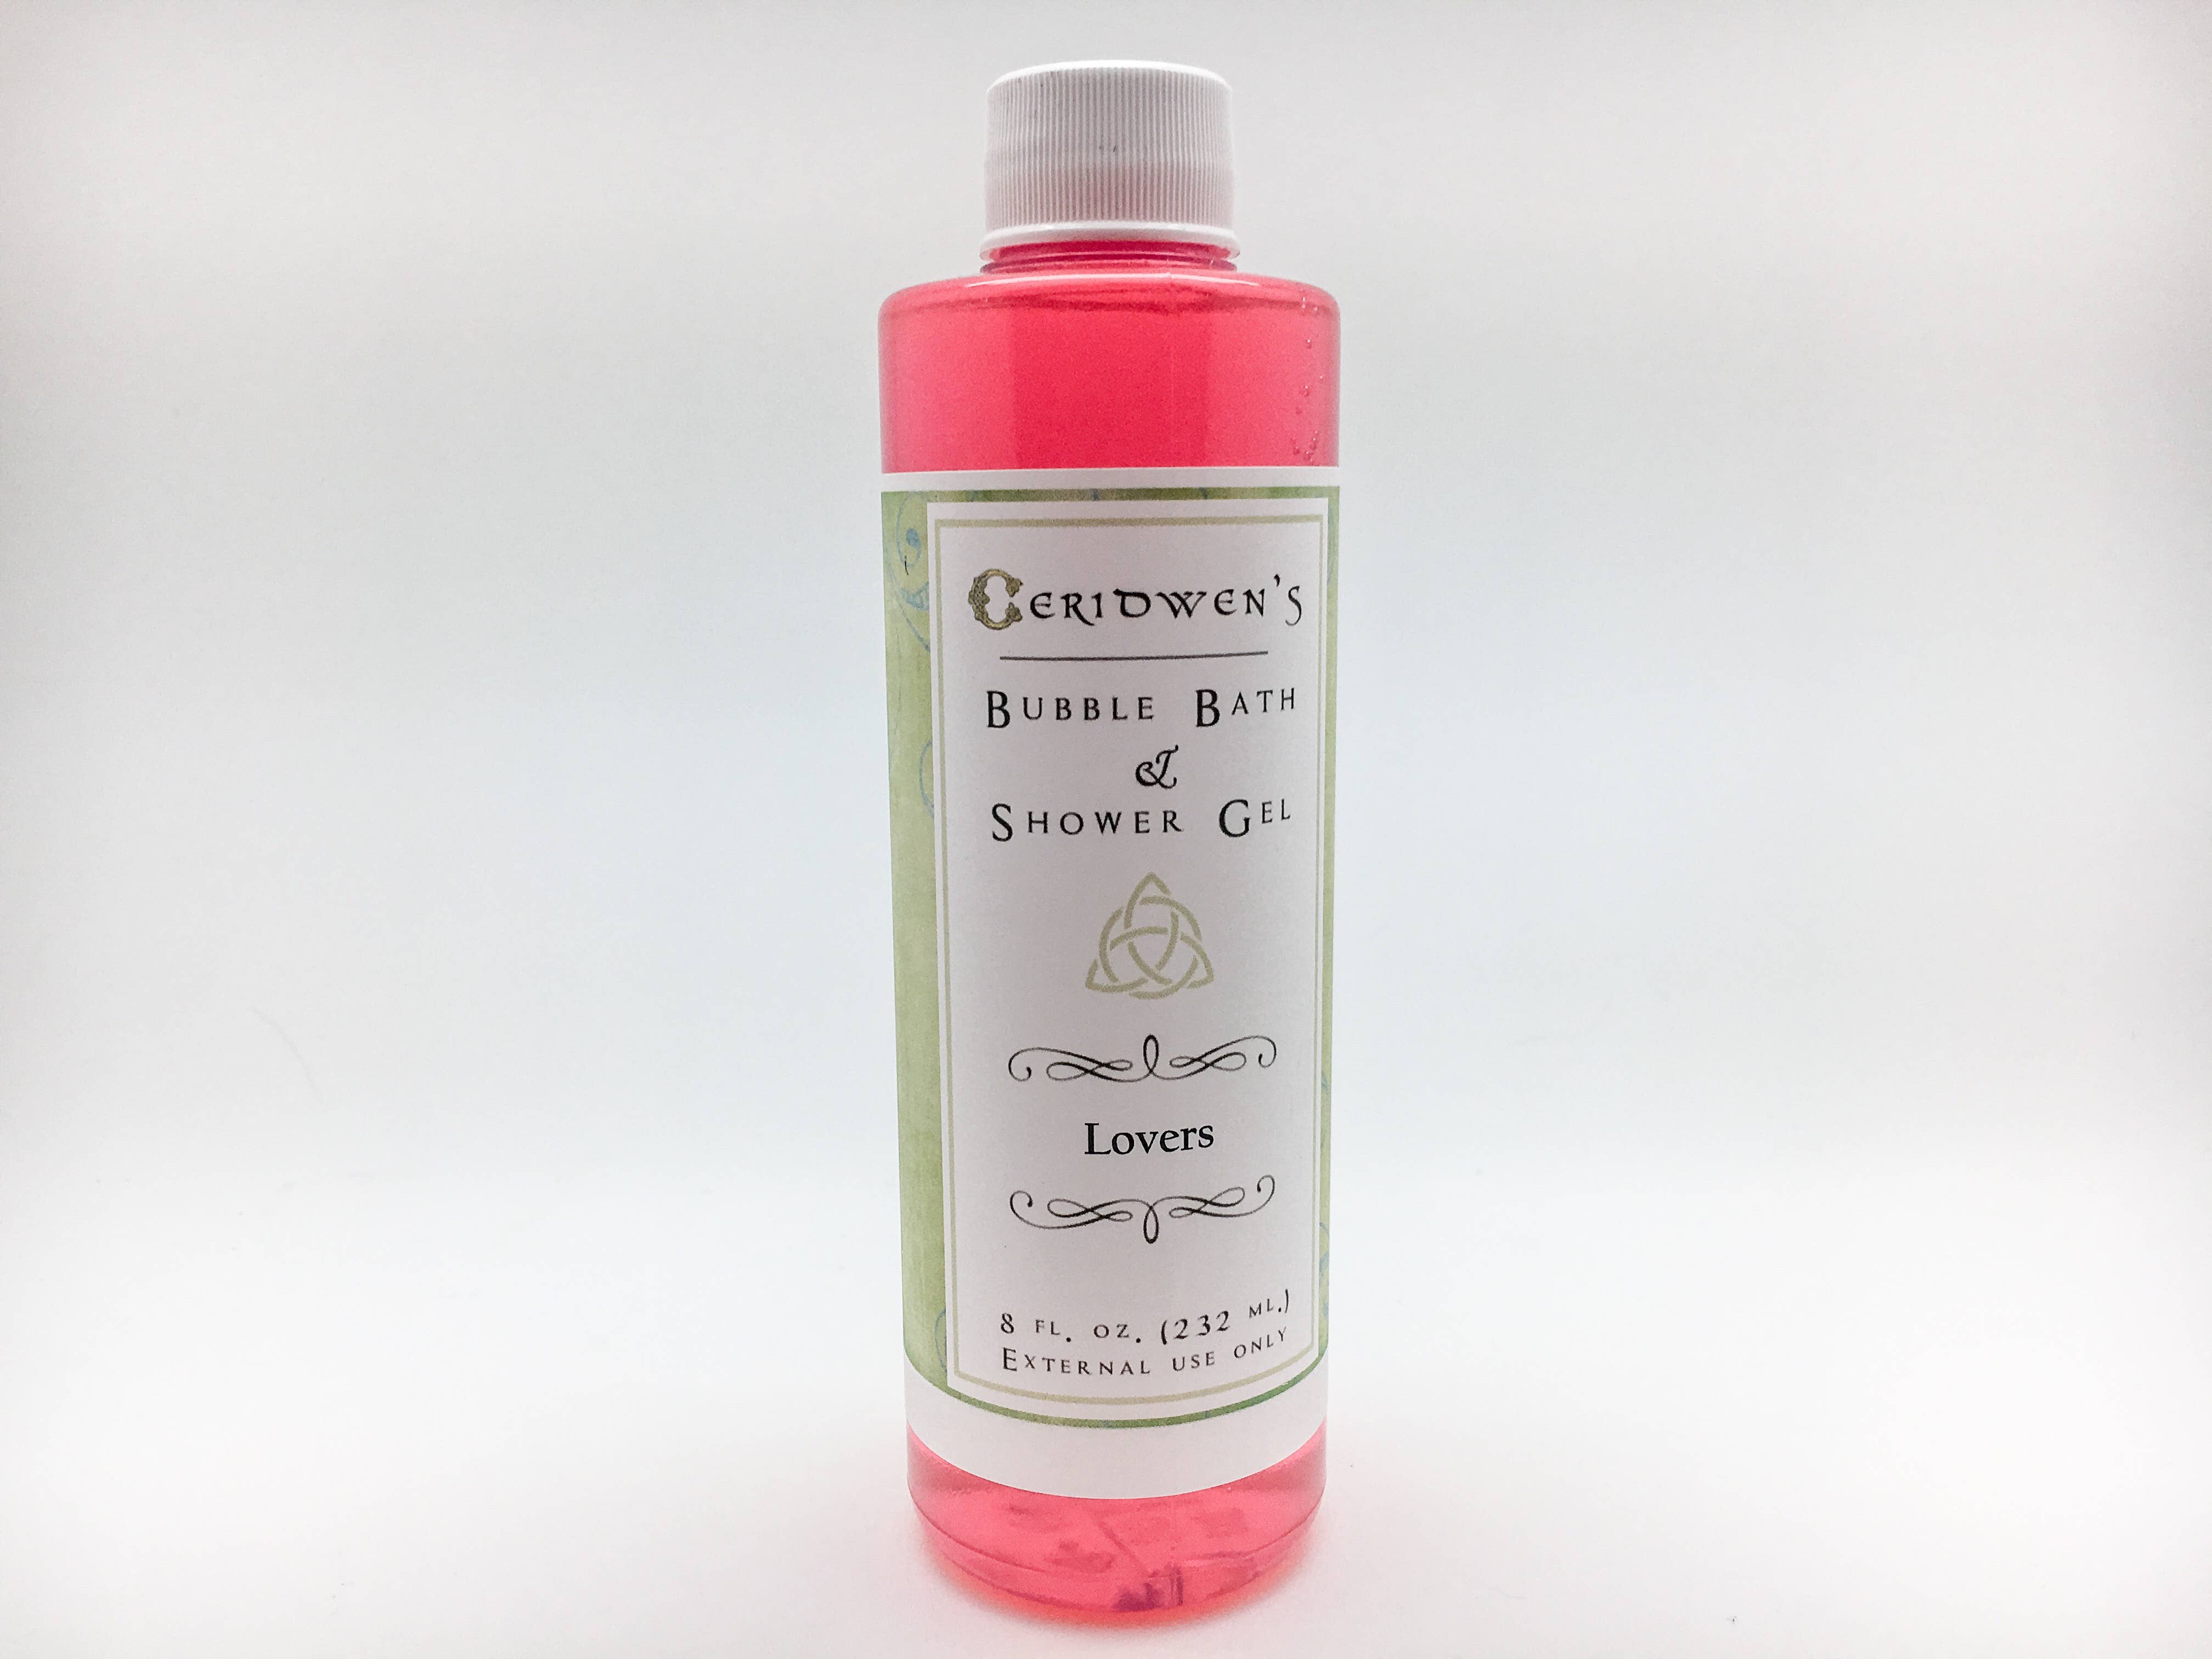 Ceridwen's
Bubble Bath
&
Shower Gel
Lovers
8 fl. oz. (232 ml.)
External use only